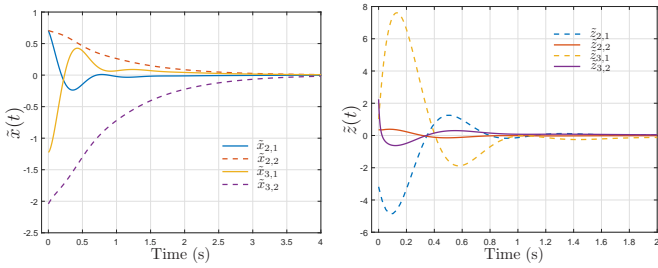 1
0.5
0
-0.5
-1
-1.5
-2
-2.5
x̃(t)
x̃2,1
x̃2,2
x̃3,1
x̃3,2
0 0.5 1 1.5 2 2.5 3 3.5 4
Time (s)
8
6
4
2
0
-2
-4
-6
z̃(t)
z̃2,1
z̃2,2
z̃3,1
z̃3,2
0 0.2 0.4 0.6 0.8 1 1.2 1.4 1.6 1.8 2
Time (s)